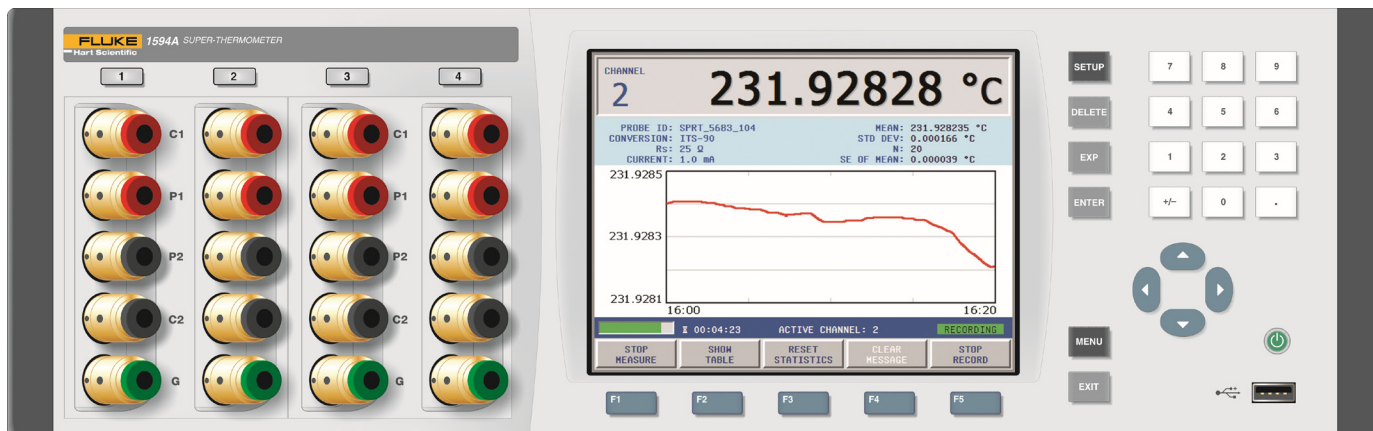 FLUKE 1594A SUPER-THERMOMETER
Hart Scientific
1 2 3 4
C1 C1
P1 P1
P2 P2
C2 C2
G G
CHANNEL
2 231.92828 °C
PROBE ID: SPRT_5683_104 MEAN: 231.928235 °C
CONVERSION: ITS-90 STD DEV: 0.000166 °C
Rs: 25 Ω N: 20
CURRENT: 1.0 mA SE OF MEAN: 0.000039 °C
231.9285
231.9283
231.9281
16:00 16:20
00:04:23 ACTIVE CHANNEL: 2 RECORDING
STOP MEASURE
SHOW TABLE
RESET STATISTICS
CLEAR MESSAGE
STOP RECORD
F1 F2 F3 F4 F5
SETUP 7 8 9
DELETE 4 5 6
EXP 1 2 3
ENTER +/− 0 .
MENU
EXIT